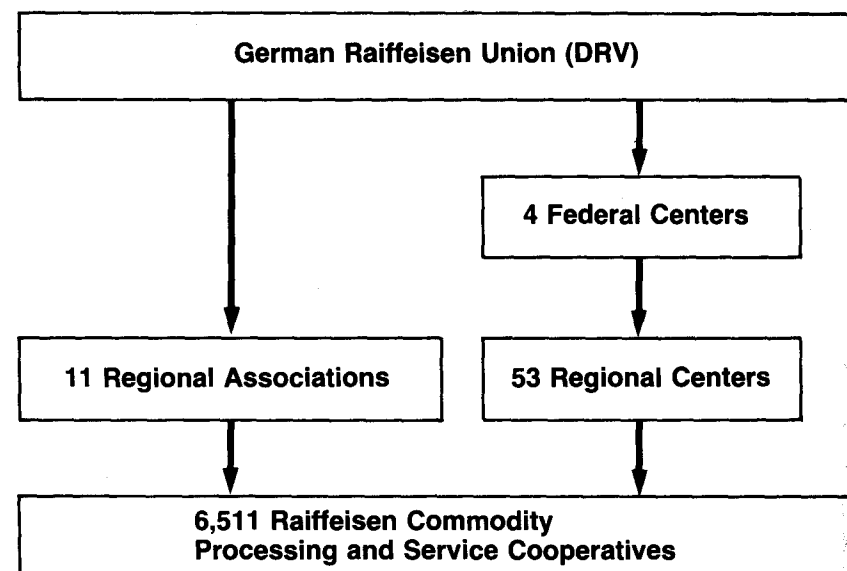 German Raiffeisen Union (DRV)
4 Federal Centers
11 Regional Associations
53 Regional Centers
6,511 Raiffeisen Commodity
Processing and Service Cooperatives